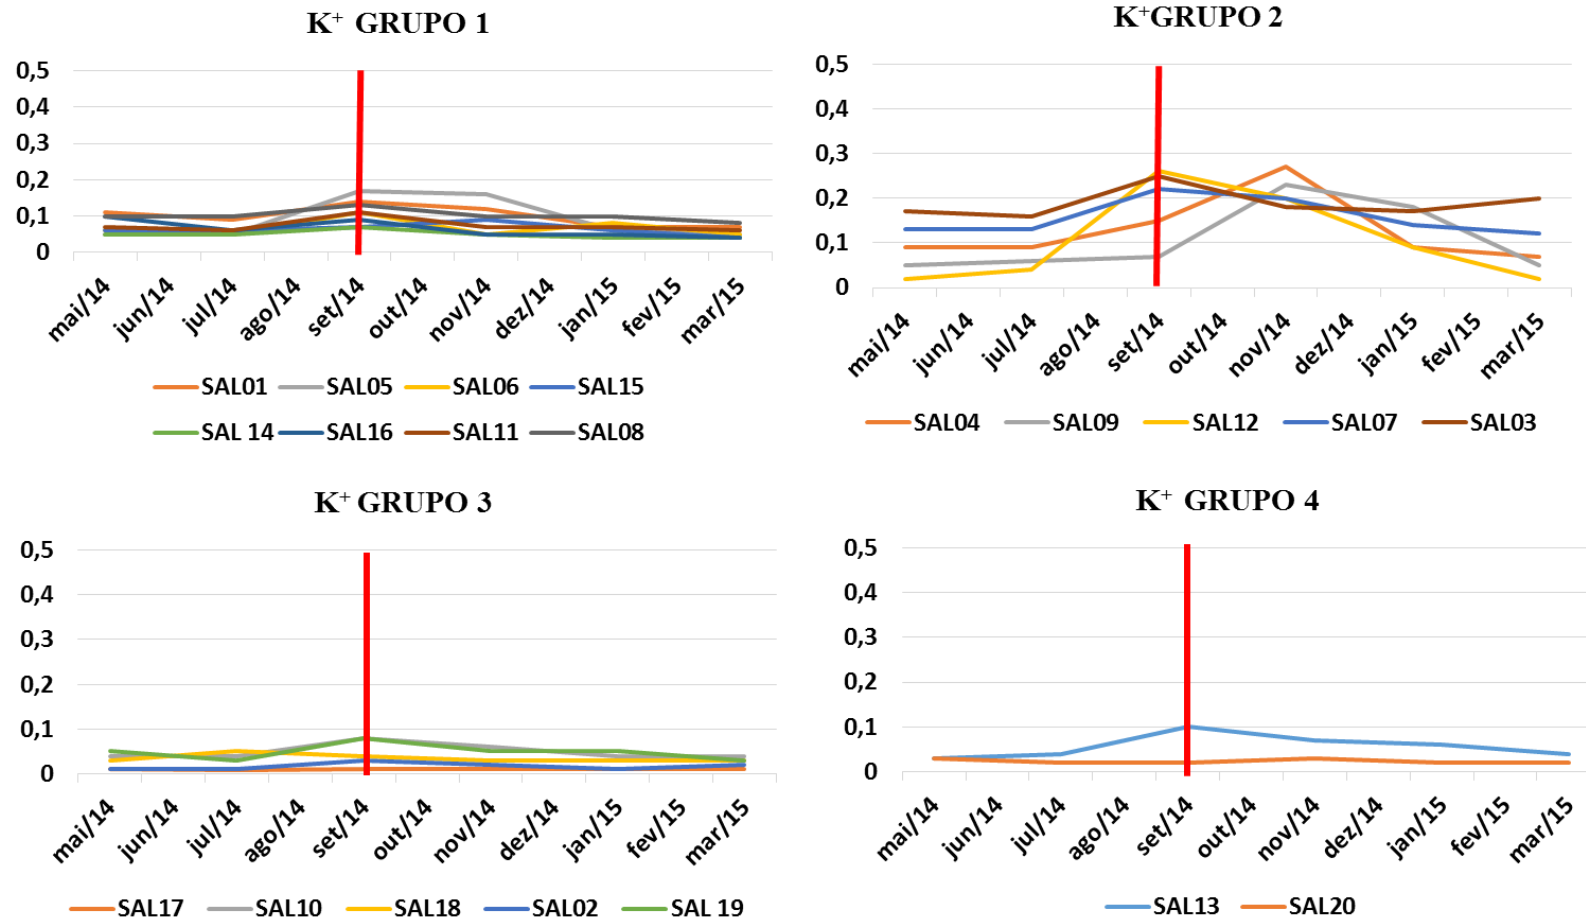 K⁺ GRUPO 1
0,5
0,4
0,3
0,2
0,1
0
mai/14 jun/14 jul/14 ago/14 set/14 out/14 nov/14 dez/14 jan/15 fev/15 mar/15
SAL01 SAL05 SAL06 SAL15
SAL 14 SAL16 SAL11 SAL08
K⁺GRUPO 2
0,5
0,4
0,3
0,2
0,1
0
mai/14 jun/14 jul/14 ago/14 set/14 out/14 nov/14 dez/14 jan/15 fev/15 mar/15
SAL04 SAL09 SAL12 SAL07 SAL03
K⁺ GRUPO 3
0,5
0,4
0,3
0,2
0,1
0
mai/14 jun/14 jul/14 ago/14 set/14 out/14 nov/14 dez/14 jan/15 fev/15 mar/15
SAL17 SAL10 SAL18 SAL02 SAL 19
K⁺ GRUPO 4
0,5
0,4
0,3
0,2
0,1
0
mai/14 jun/14 jul/14 ago/14 set/14 out/14 nov/14 dez/14 jan/15 fev/15 mar/15
SAL13 SAL20